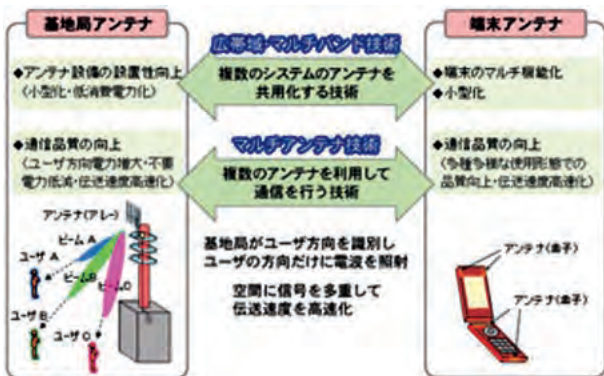 基地局アンテナ
◆アンテナ設備の設置性向上
(小型化・低消費電力化)
◆通信品質の向上
(ユーザ方向電力増大・不要
電力低減・伝送速度高速化)
アンテナ(アレー)
ビームA
ユーザA
ビームB
ビームC
ユーザB
ユーザC
広帯域・マルチバンド技術
複数のシステムのアンテナを
共用化する技術
マルチアンテナ技術
複数のアンテナを利用して
通信を行う技術
基地局がユーザ方向を識別し
ユーザの方向だけに電波を照射
空間に信号を多重して
伝送速度を高速化
端末アンテナ
◆端末のマルチ機能化
◆小型化
◆通信品質の向上
(多種多様な使用形態での
品質向上・伝送速度高速化)
アンテナ(素子)
アンテナ(素子)